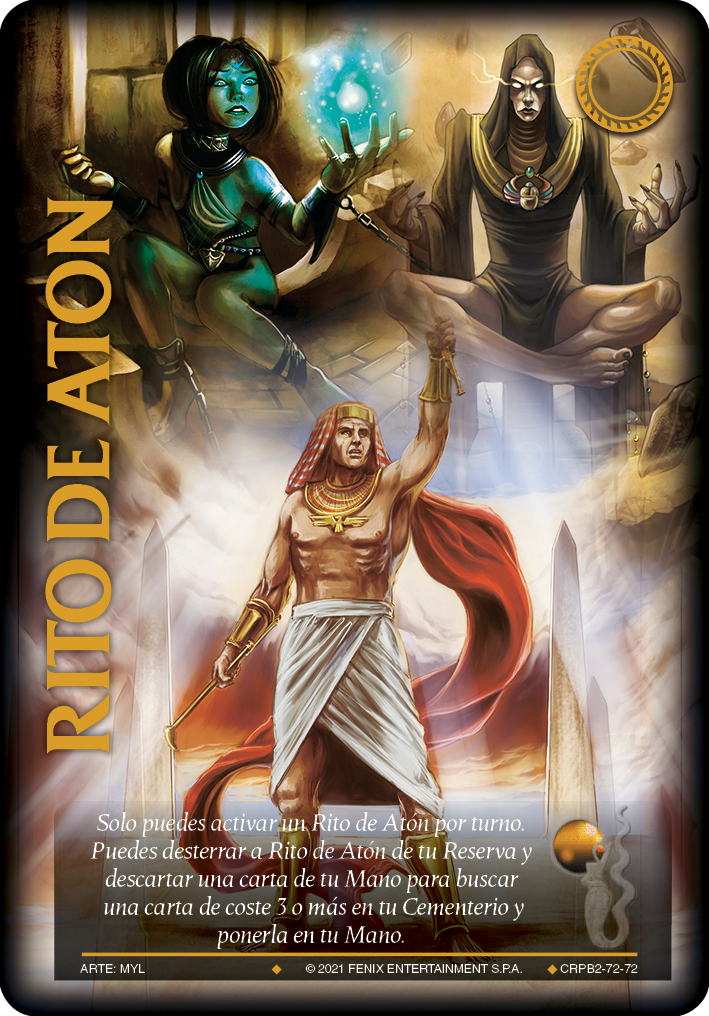 RITO DE ATON
Solo puedes activar un Rito de Atón por turno.
Puedes desterrar a Rito de Atón de tu Reserva y
descartar una carta de tu Mano para buscar
una carta de coste 3 o más en tu Cementerio y
ponerla en tu Mano.
ARTE: MYL © 2021 FENIX ENTERTAINMENT S.P.A. CRPB2-72-72